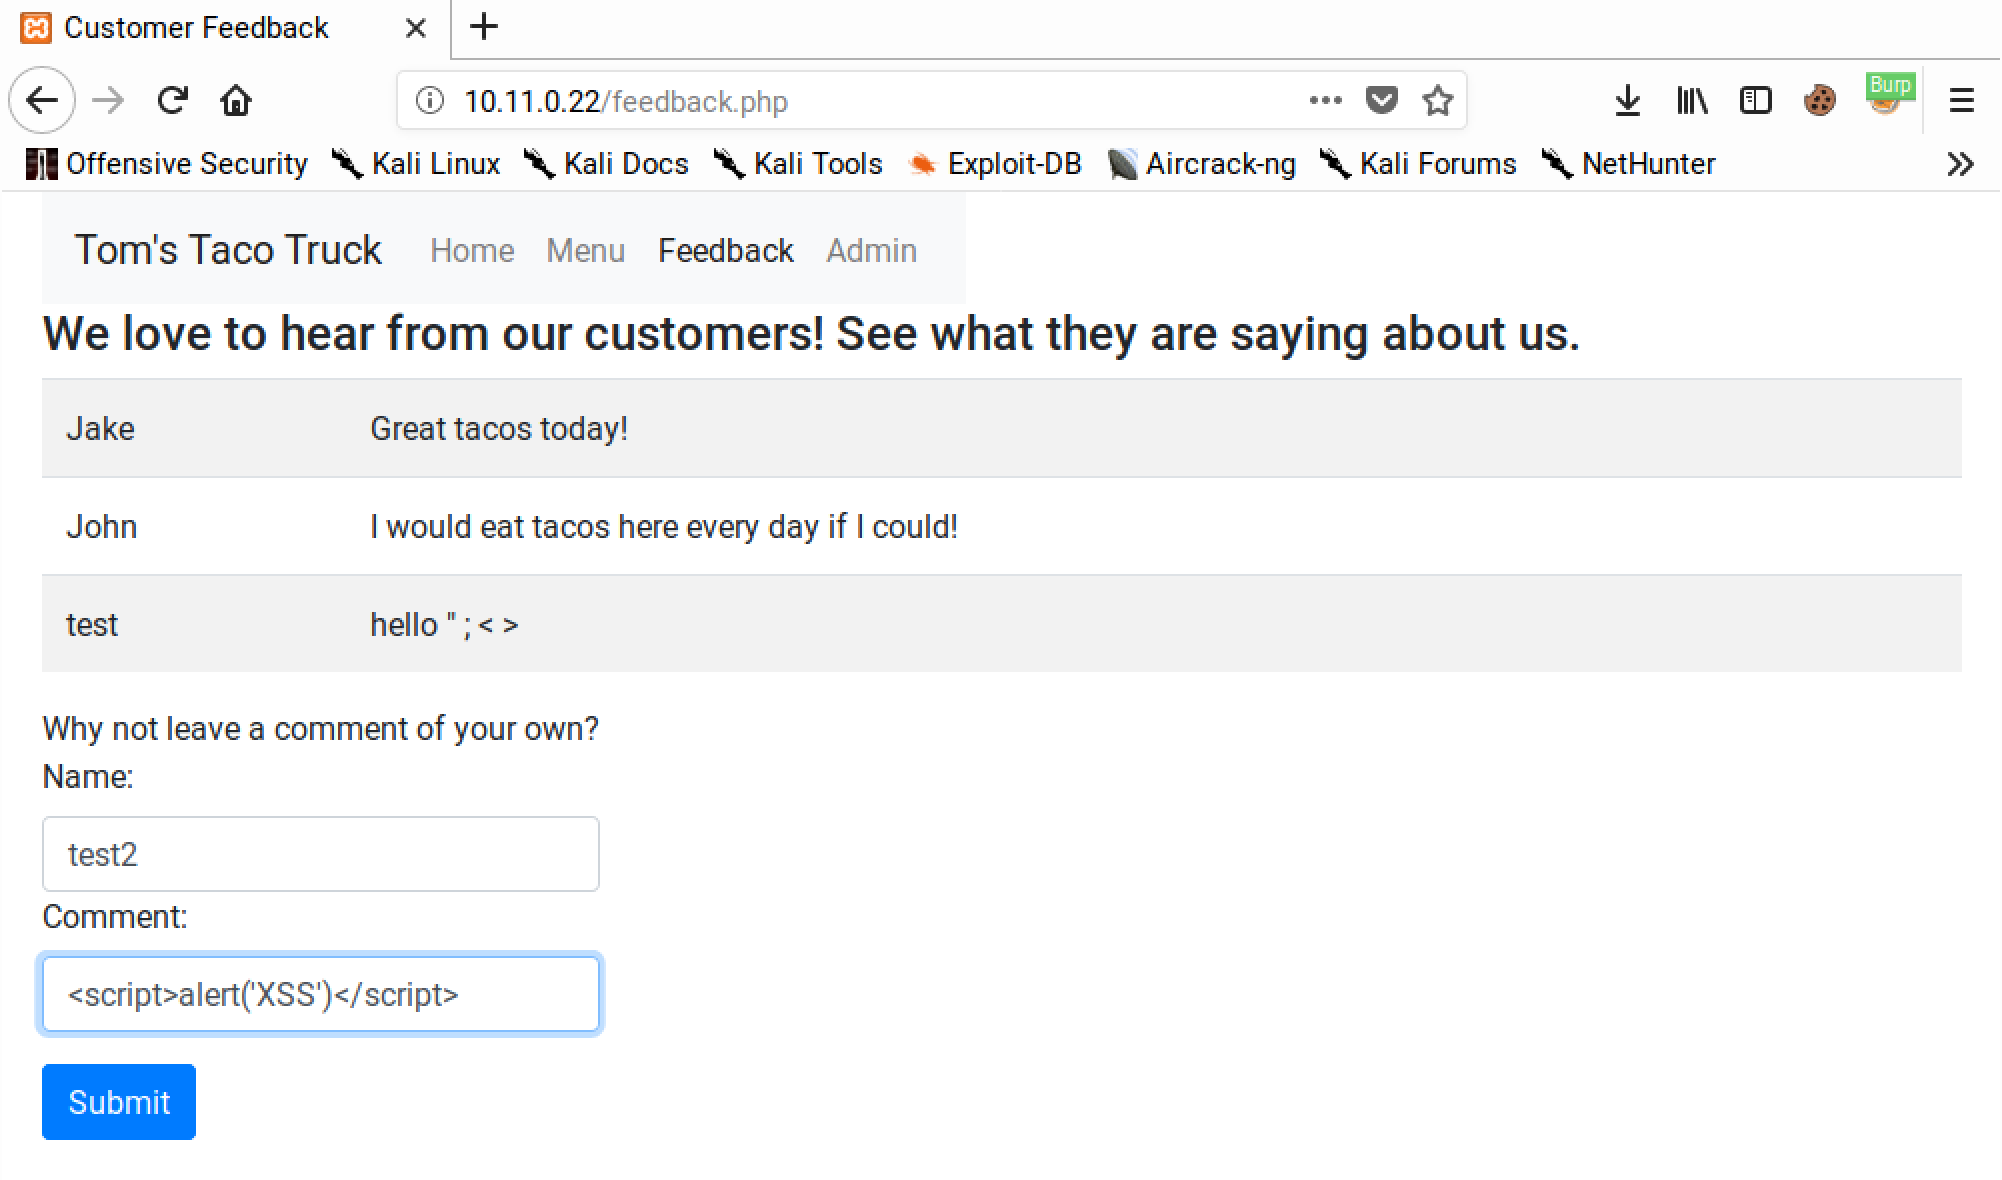 Customer Feedback
10.11.0.22/feedback.php
Burp
Offensive Security Kali Linux Kali Docs Kali Tools Exploit-DB Aircrack-ng Kali Forums NetHunter
Tom's Taco Truck Home Menu Feedback Admin
We love to hear from our customers! See what they are saying about us.
Jake Great tacos today!
John I would eat tacos here every day if I could!
test hello " ; < >
Why not leave a comment of your own?
Name:
test2
Comment:
<script>alert('XSS')</script>
Submit